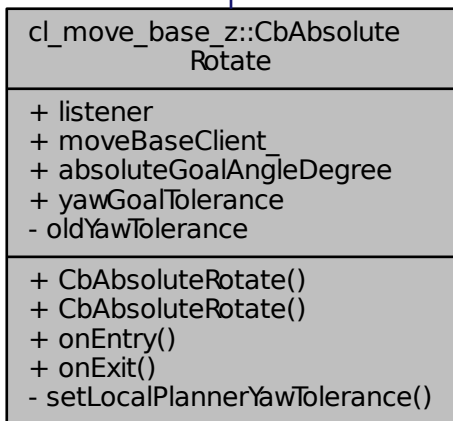 cl_move_base_z::CbAbsolute
Rotate
+ listener
+ moveBaseClient_
+ absoluteGoalAngleDegree
+ yawGoalTolerance
- oldYawTolerance
+ CbAbsoluteRotate()
+ CbAbsoluteRotate()
+ onEntry()
+ onExit()
- setLocalPlannerYawTolerance()